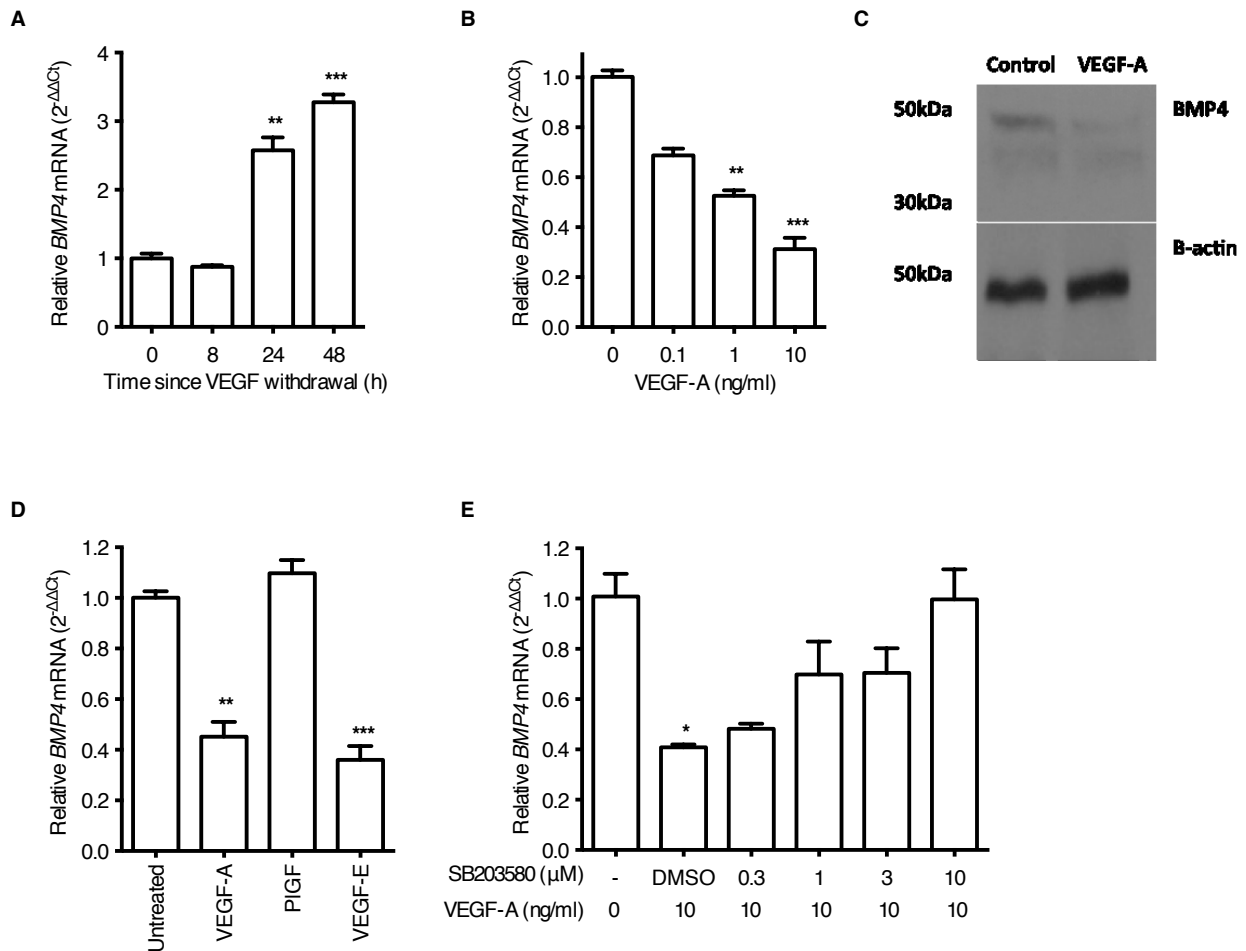 A
Relative BMP4 mRNA (2-ΔΔCt)
4
3
2
1
0
**
***
0 8 24 48
Time since VEGF withdrawal (h)
B
Relative BMP4 mRNA (2-ΔΔCt)
1.0
0.8
0.6
0.4
0.2
0.0
**
***
0 0.1 1 10
VEGF-A (ng/ml)
C
Control VEGF-A
50kDa
BMP4
30kDa
B-actin
50kDa
D
Relative BMP4 mRNA (2-ΔΔCt)
1.2
1.0
0.8
0.6
0.4
0.2
0.0
**
***
Untreated
VEGF-A
PlGF
VEGF-E
E
Relative BMP4 mRNA (2-ΔΔCt)
1.2
1.0
0.8
0.6
0.4
0.2
0.0
*
SB203580 (μM) - DMSO 0.3 1 3 10
VEGF-A (ng/ml) 0 10 10 10 10 10